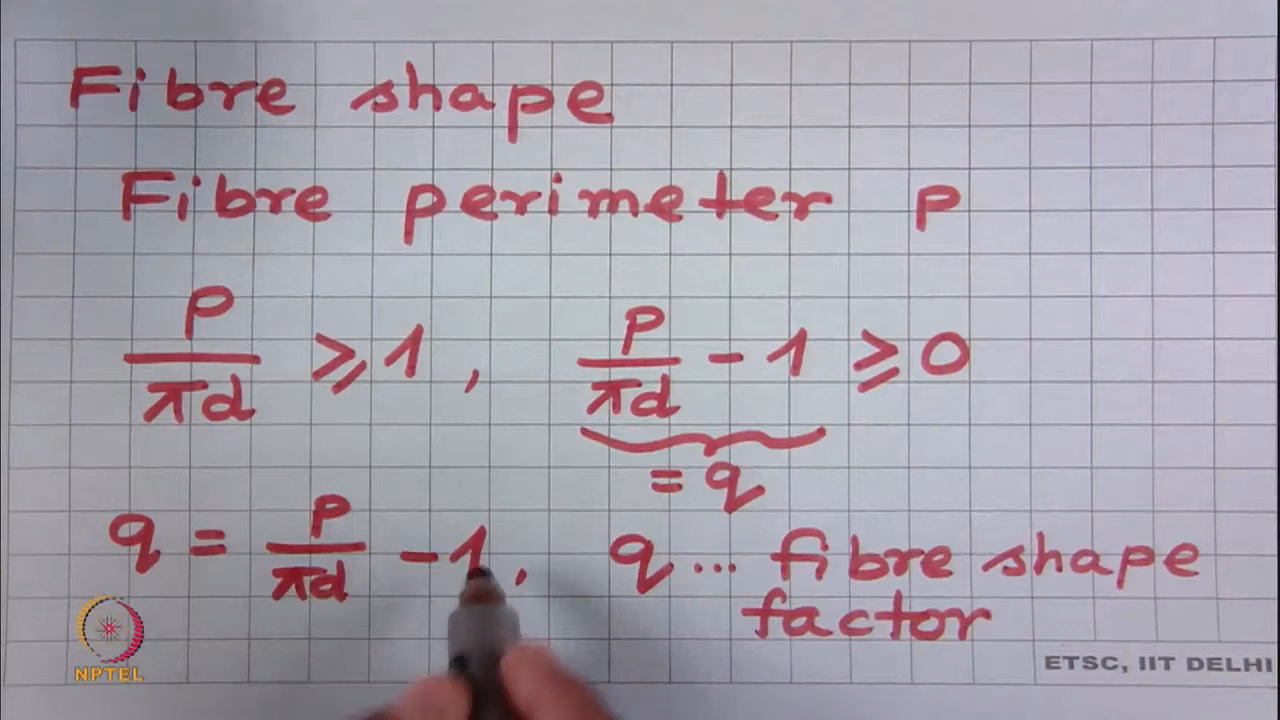 Fibre shape
Fibre perimeter p
p/πd ⩾ 1, p/πd - 1 ⩾ 0
= q
q = p/πd - 1, q... fibre shape
factor
NPTEL
ETSC, IIT DELHI